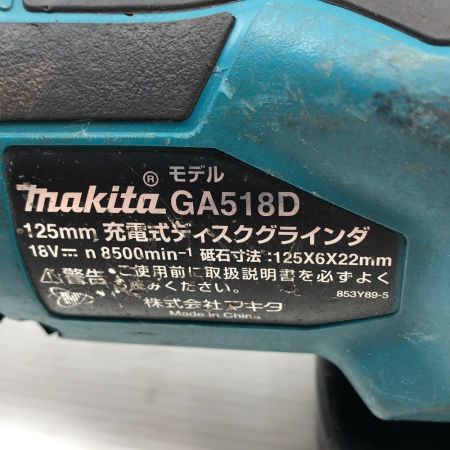 モデル
makita® GA518D
125mm 充電式ディスクグラインダ
18V⎓ n 8500min-1 砥石寸法:125X6X22mm
⚠警告・ご使用前に取扱説明書を必ずよく
お読みください。
853Y89-5
株式会社マキタ
Made in China